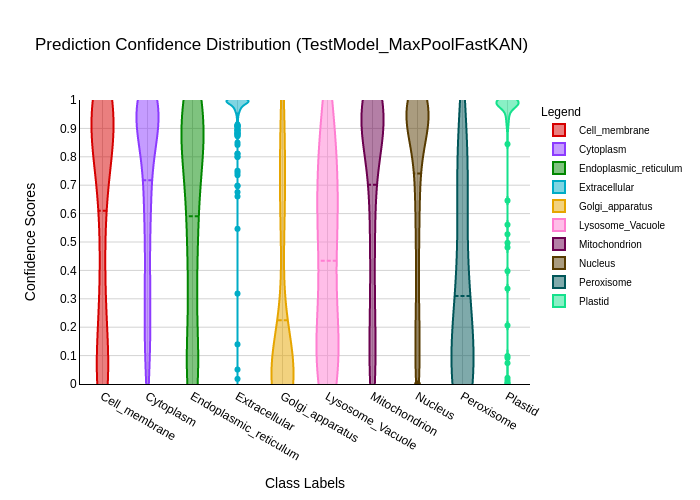 Prediction Confidence Distribution (TestModel_MaxPoolFastKAN)
Legend
Cell_membrane
Cytoplasm
Endoplasmic_reticulum
Extracellular
Golgi_apparatus
Lysosome_Vacuole
Mitochondrion
Nucleus
Peroxisome
Plastid
Confidence Scores
1
0.9
0.8
0.7
0.6
0.5
0.4
0.3
0.2
0.1
0
Cell_membrane
Cytoplasm
Endoplasmic_reticulum
Extracellular
Golgi_apparatus
Lysosome_Vacuole
Mitochondrion
Nucleus
Peroxisome
Plastid
Class Labels